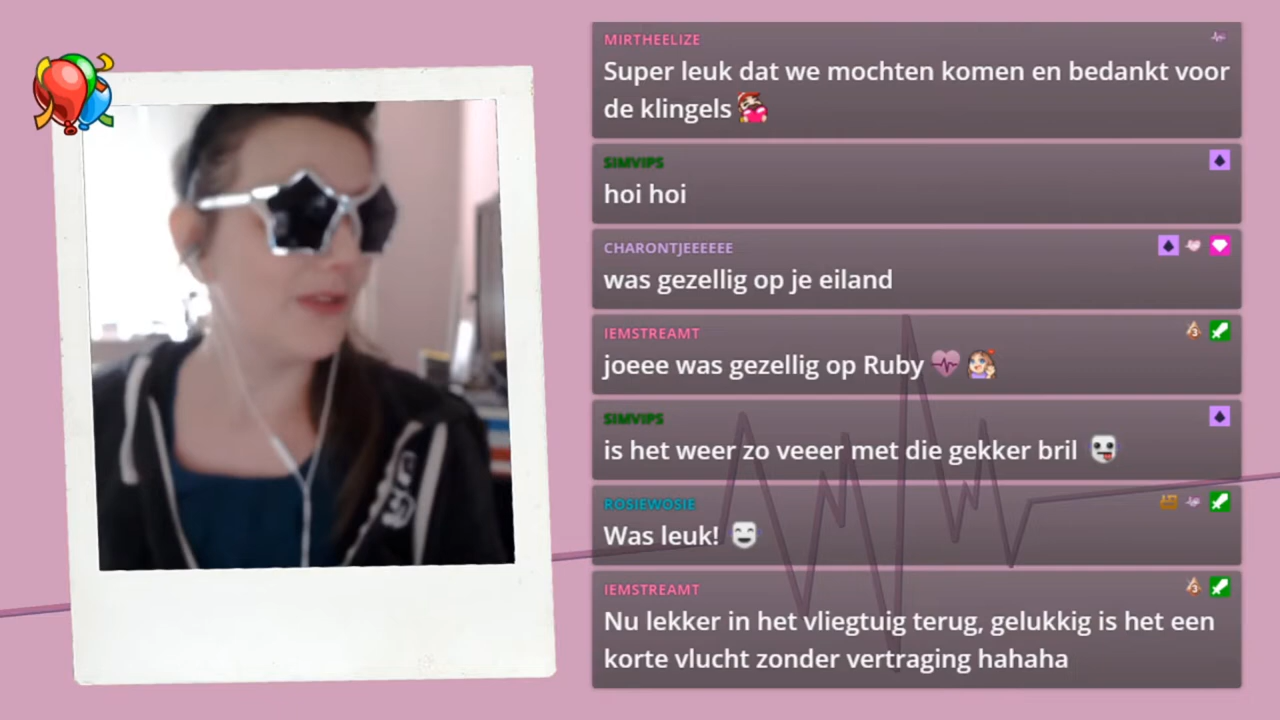 MIRTHEELIZE
Super leuk dat we mochten komen en bedankt voor
de klingels
SIMVIPS
hoi hoi
CHARONTJEEEEEE
was gezellig op je eiland
IEMSTREAMT
joeee was gezellig op Ruby
SIMVIPS
is het weer zo veeer met die gekker bril
ROSIEWOSIE
Was leuk!
IEMSTREAMT
Nu lekker in het vliegtuig terug, gelukkig is het een
korte vlucht zonder vertraging hahaha